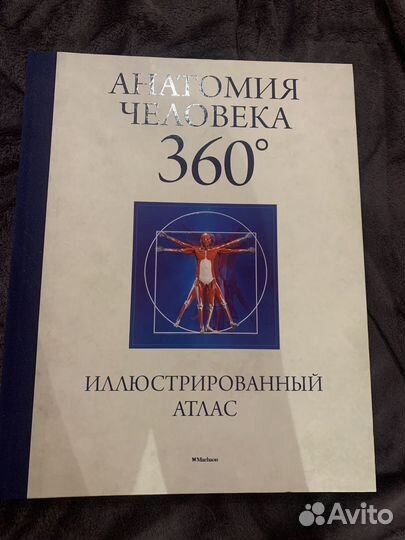 АНАТОМИЯ
ЧЕЛОВЕКА
360°
ИЛЛЮСТРИРОВАННЫЙ
АТЛАС
Machaon
Avito